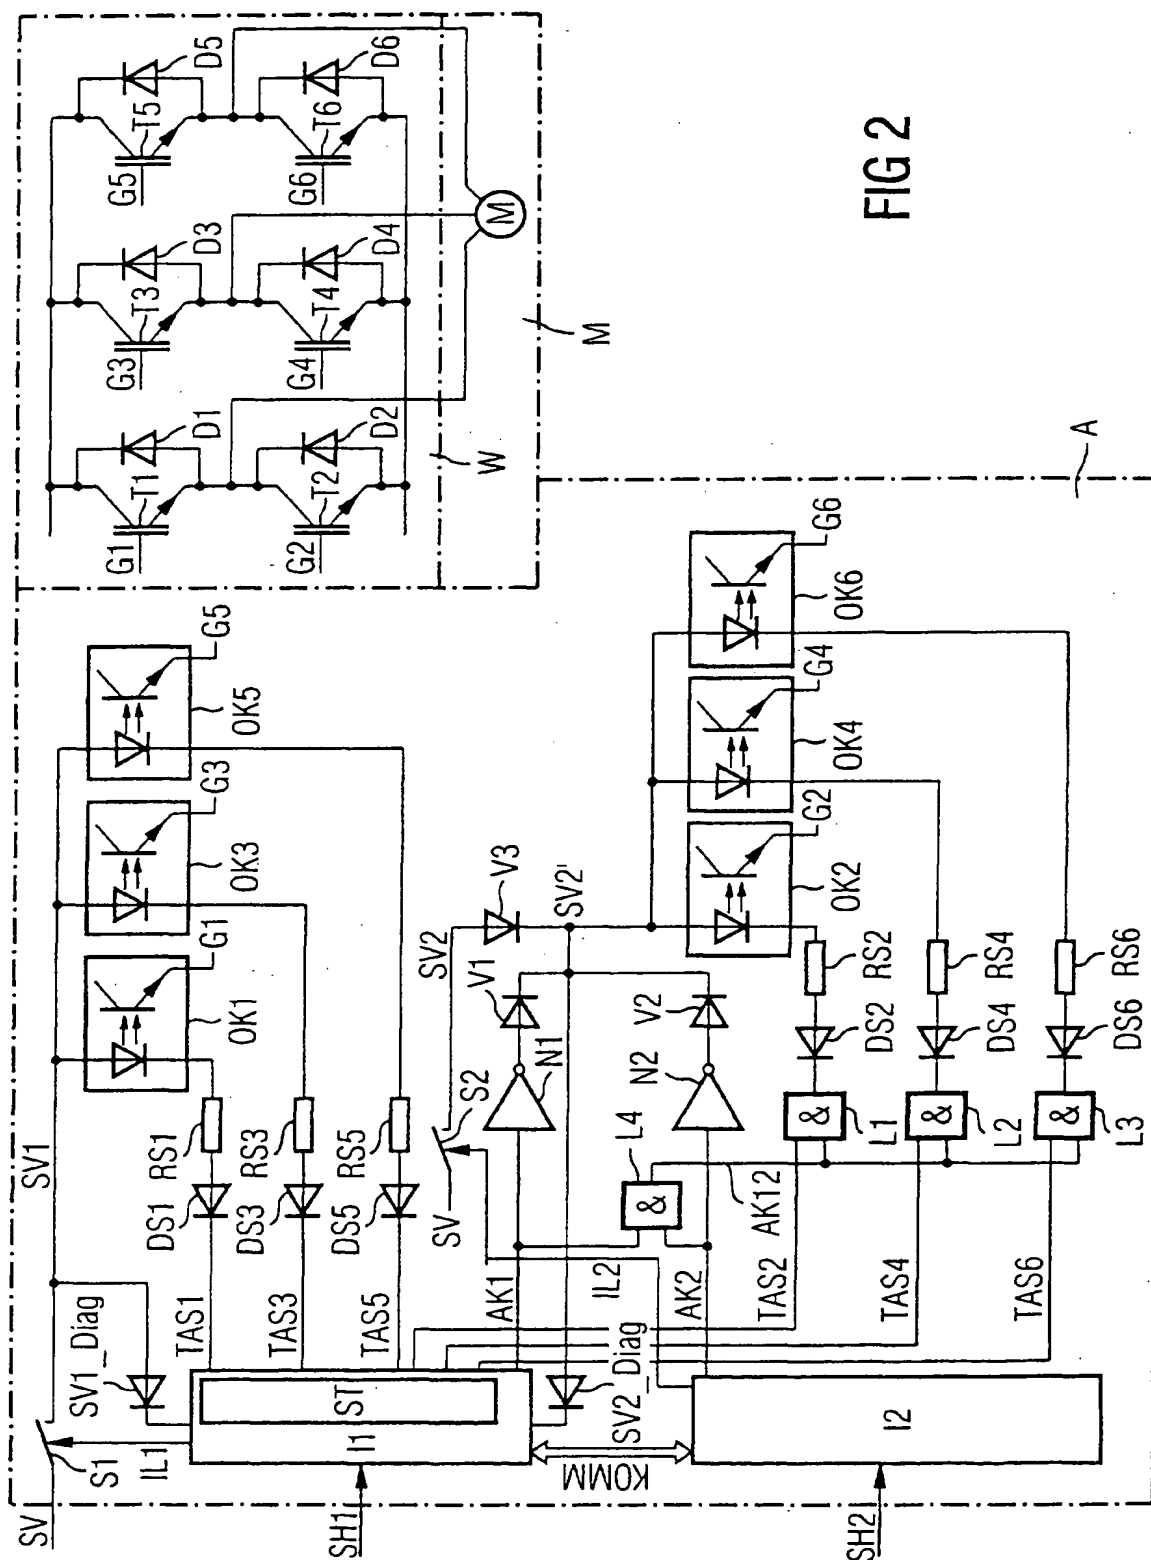 SV
S1
IL1
SV1_Diag
SV1
OK1
G1
OK3
G3
OK5
G5
TAS1
DS1
RS1
TAS3
DS3
RS3
TAS5
DS5
RS5
SH1
I1
ST
KOMM
SV2_Diag
SH2
I2
AK1
IL2
AK2
SV
S2
SV2
V3
SV2'
N1
V1
N2
V2
L4
&
AK12
TAS2
TAS4
TAS6
&
L1
&
L2
&
L3
DS2
RS2
DS4
RS4
DS6
RS6
OK2
G2
OK4
G4
OK6
G6
A
G1
T1
D1
G3
T3
D3
G5
T5
D5
G2
T2
D2
G4
T4
D4
G6
T6
D6
W
M
M
FIG 2